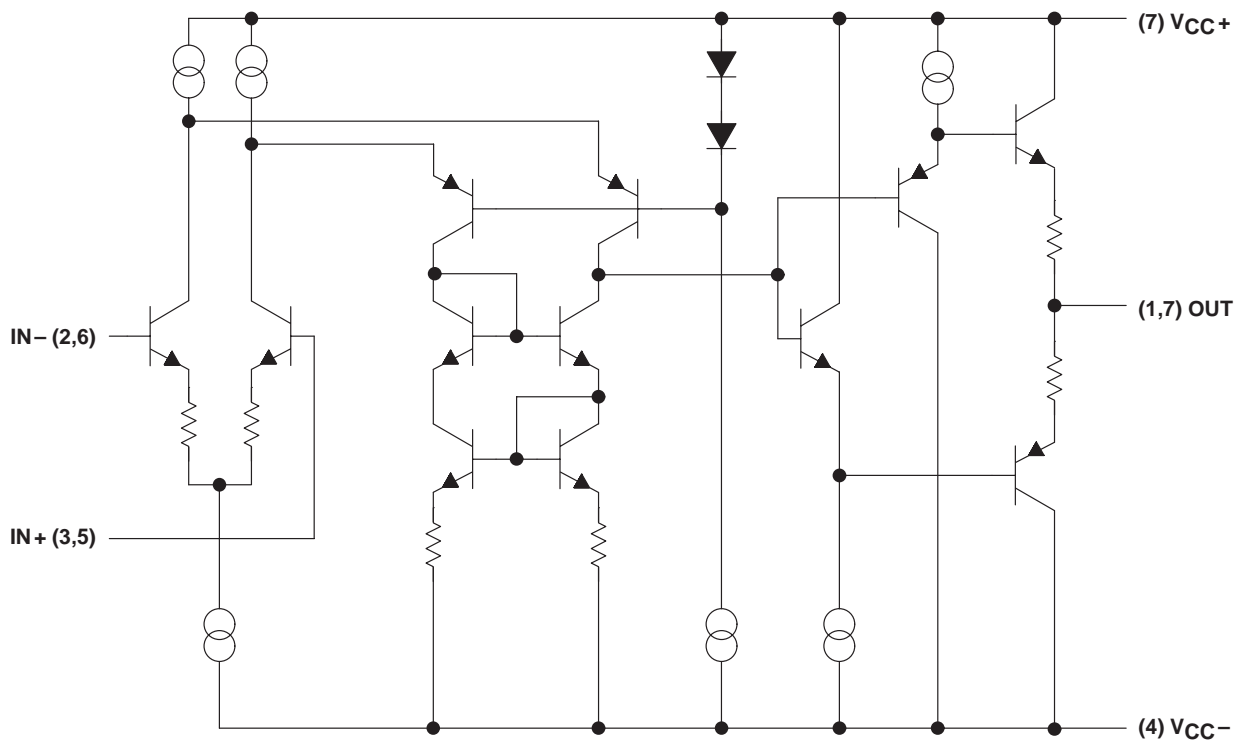 (7) VCC+
IN– (2,6)
(1,7) OUT
IN+ (3,5)
(4) VCC–